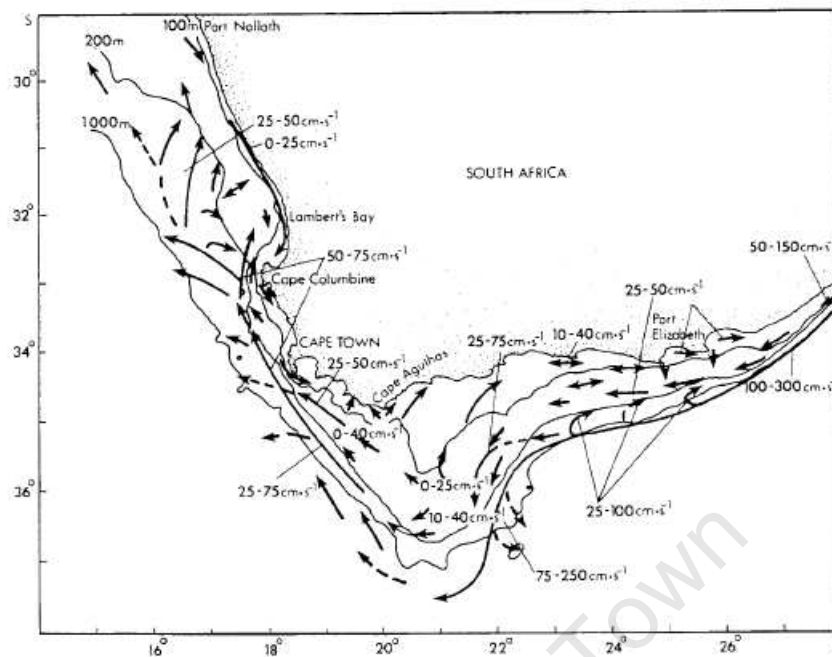 S
100m Port Nolloth
200m
30°
1000m
25-50cm·s⁻¹
0-25cm·s⁻¹
SOUTH AFRICA
32°
Lambert's Bay
50-75cm·s⁻¹
50-150cm·s⁻¹
Cape Columbine
25-50cm·s⁻¹
Port
Elizabeth
CAPE TOWN
25-75cm·s⁻¹
10-40cm·s⁻¹
34°
25-50cm·s⁻¹
Cape Agulhas
100-300cm·s⁻¹
0-40cm·s⁻¹
0-25cm·s⁻¹
25-75cm·s⁻¹
36°
10-40cm·s⁻¹
25-100cm·s⁻¹
75-250cm·s⁻¹
16° 18° 20° 22° 24° 26°
Town